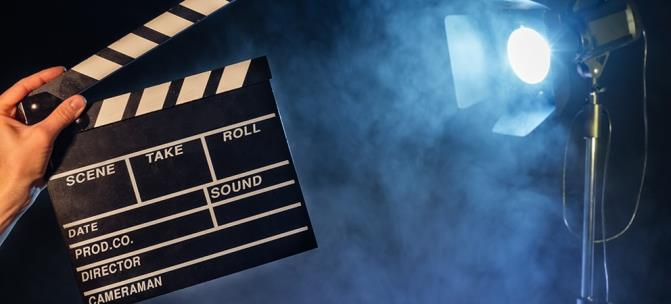 SCENE TAKE ROLL
DATE SOUND
PROD.CO.
DIRECTOR
CAMERAMAN